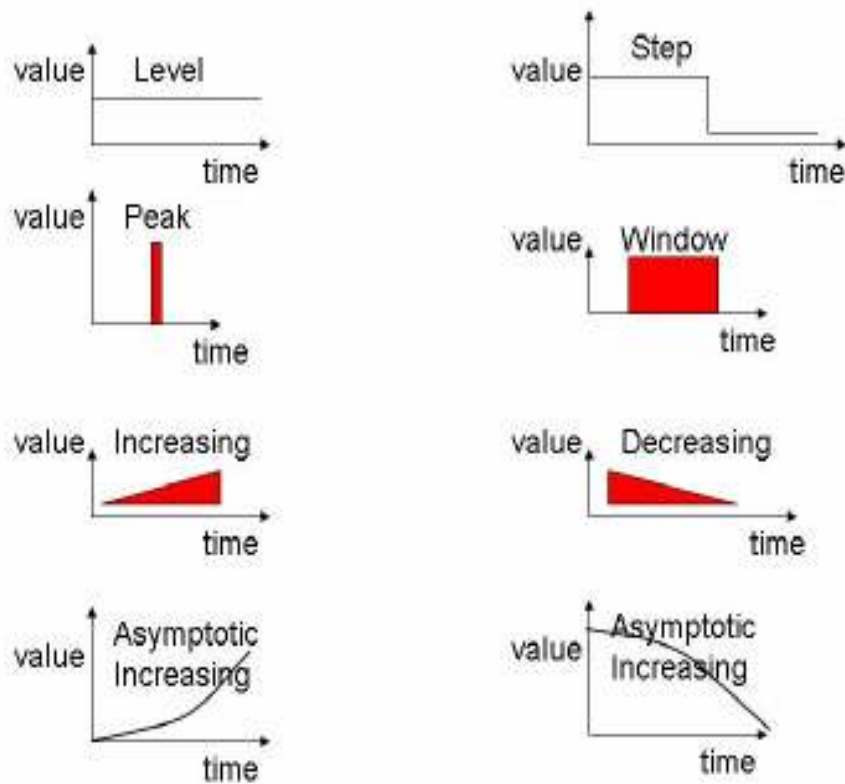 value
Level
time
value
Step
time
value
Peak
time
value
Window
time
value
Increasing
time
value
Decreasing
time
value
Asymptotic
Increasing
time
value
Asymptotic
Increasing
time